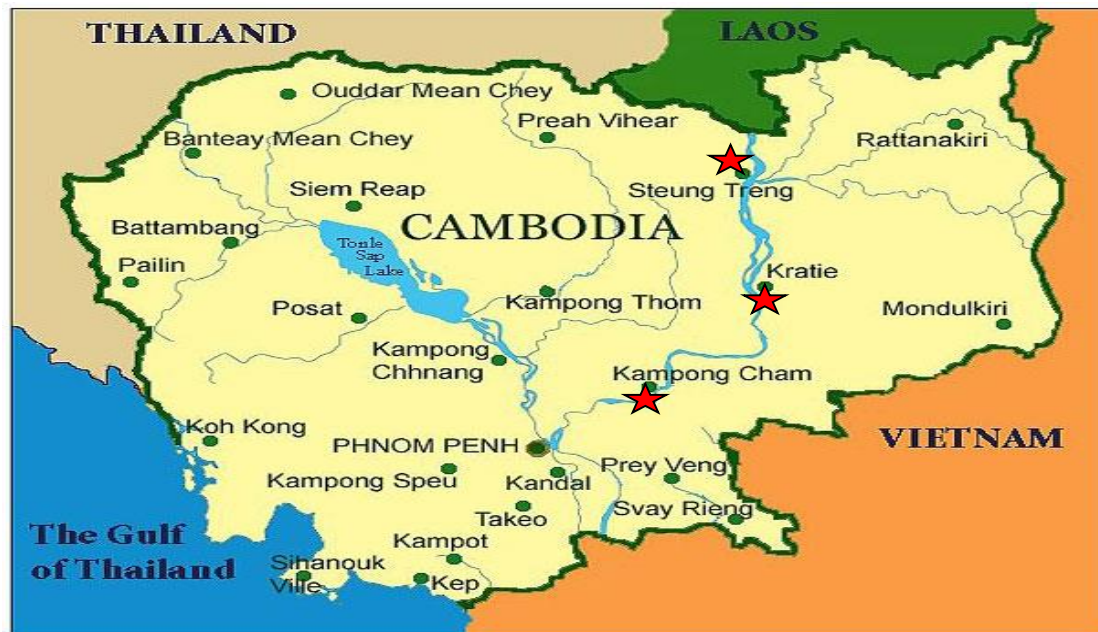 THAILAND
LAOS
Ouddar Mean Chey
Preah Vihear
Banteay Mean Chey
Rattanakiri
Siem Reap
Steung Treng
CAMBODIA
Battambang
Tonle
Sap
Lake
Pailin
Kratie
Posat
Kampong Thom
Mondulkiri
Kampong
Chhnang
Kampong Cham
Koh Kong
PHNOM PENH
VIETNAM
Prey Veng
Kampong Speu
Kandal
Svay Rieng
Takeo
The Gulf
of Thailand
Kampot
Sihanouk
Ville
Kep